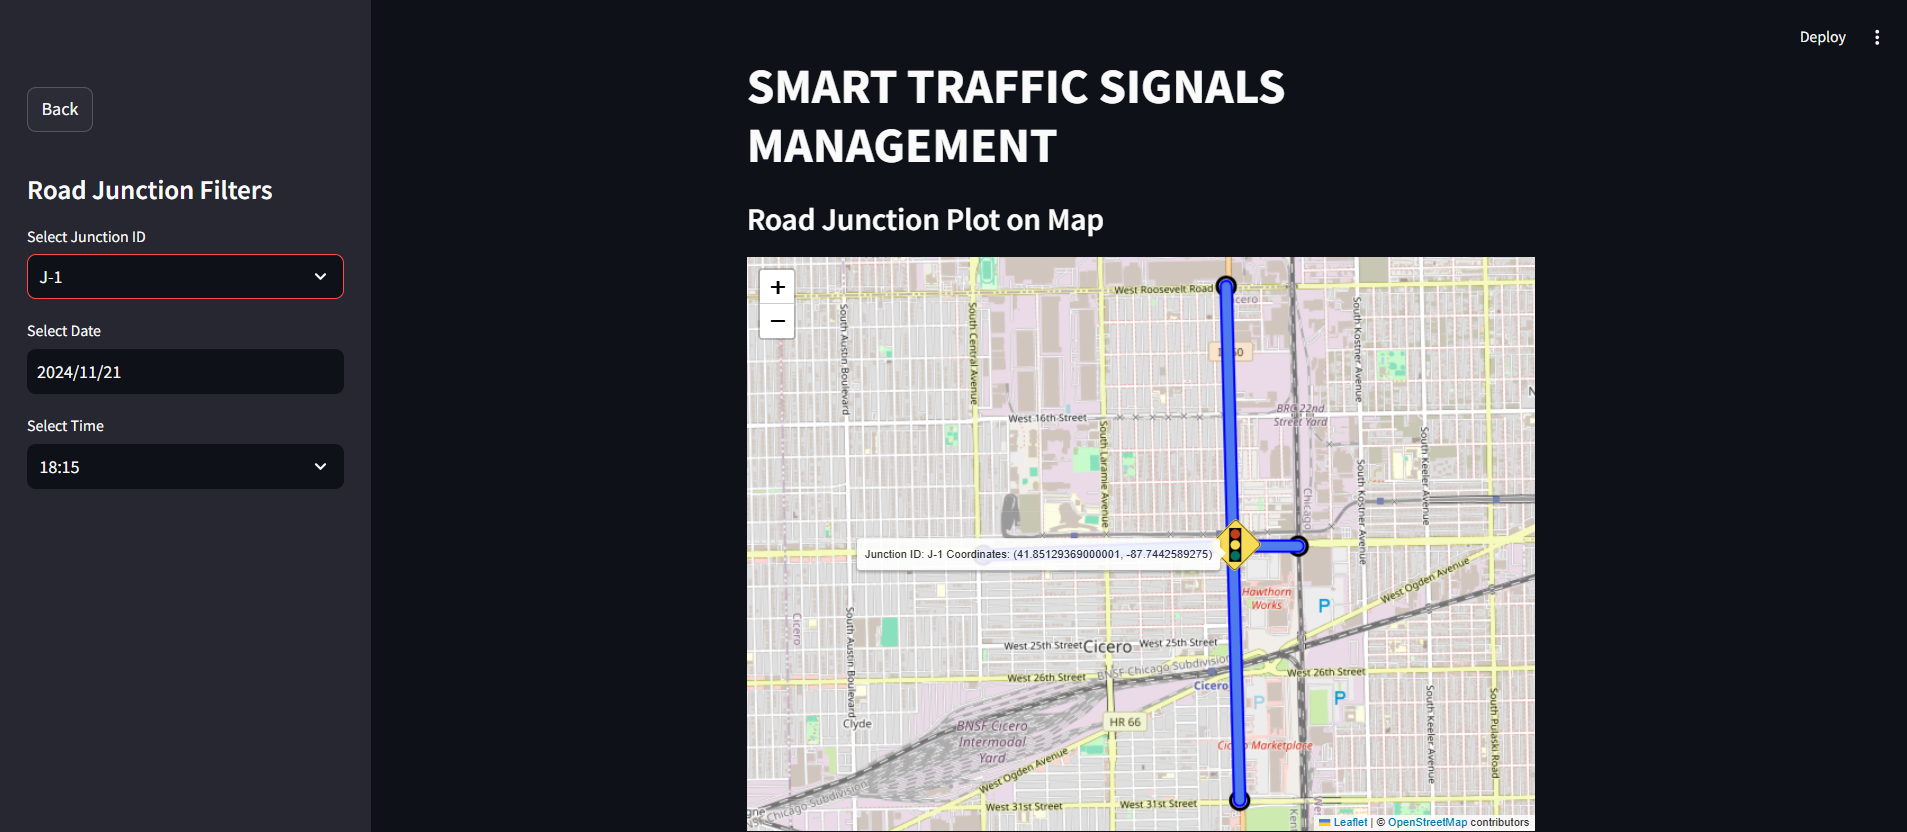 Deploy
Back
SMART TRAFFIC SIGNALS
MANAGEMENT
Road Junction Filters
Select Junction ID
J-1
Select Date
2024/11/21
Select Time
18:15
Road Junction Plot on Map
+
−
West Roosevelt Road
Cicero
South Austin Boulevard
South Central Avenue
South Kostner Avenue
West 16th Street
BRC 22nd
Street Yard
South Laramie Avenue
South Keeler Avenue
South Kostner Avenue
Chicago
Junction ID: J-1 Coordinates: (41.85129369000001, -87.7442589275)
West Ogden Avenue
Hawthorn
Works
P
Cicero
South Austin Boulevard
West 25th Street
Cicero
West 25th Street
BNSF Chicago Subdivision
West 26th Street
West 26th Street
Cicero
P
P
South Keeler Avenue
South Pulaski Road
Clyde
HR 66
BNSF Cicero
Intermodal
Yard
Marketplace
West Ogden Avenue
Chicago Subdivision
West 31st Street
West 31st Street
Leaflet | © OpenStreetMap contributors